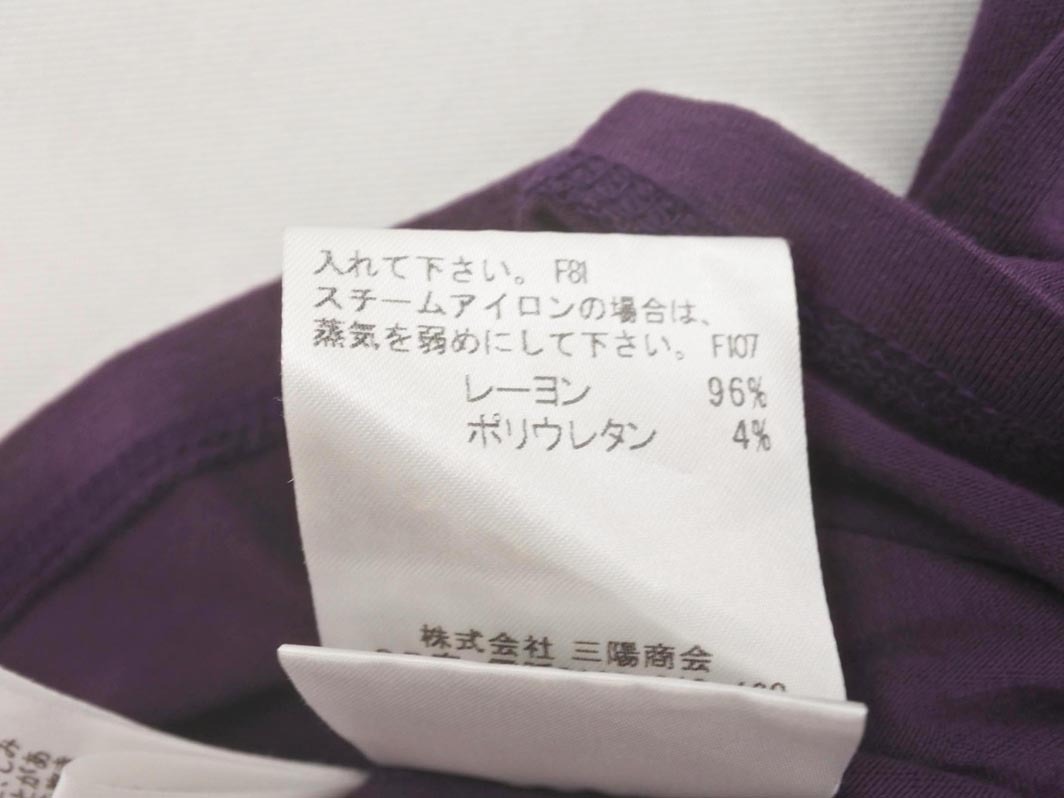 入れて下さい。 F81
スチームアイロンの場合は、
蒸気を弱めにして下さい。 F107
レーヨン 96%
ポリウレタン 4%
株式会社 三陽商会